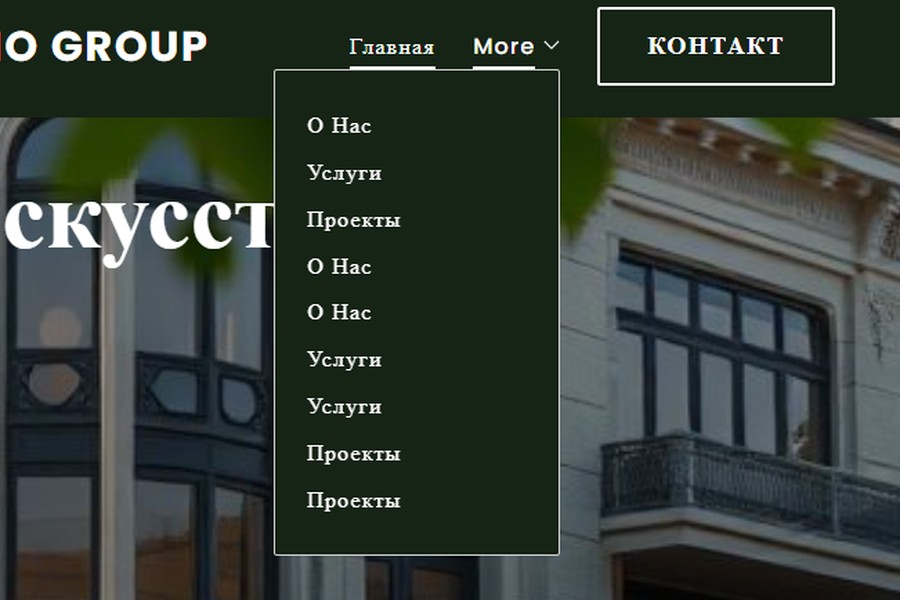 O GROUP
Главная
More
КОНТАКТ
О Нас
Услуги
Проекты
О Нас
О Нас
Услуги
Услуги
Проекты
Проекты
скусст